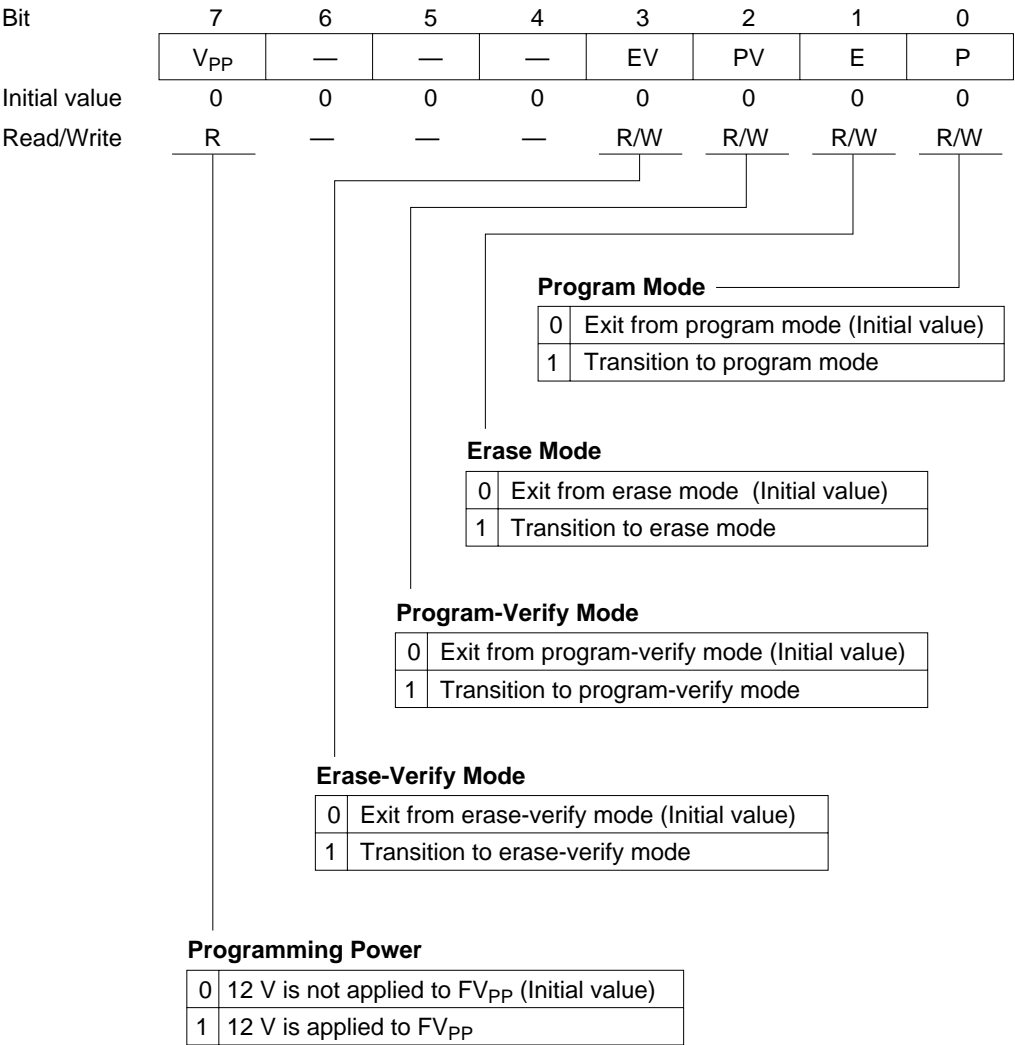 Bit 7 6 5 4 3 2 1 0
V_PP — — — EV PV E P
Initial value 0 0 0 0 0 0 0 0
Read/Write R — — — R/W R/W R/W R/W
Program Mode
0 Exit from program mode (Initial value)
1 Transition to program mode
Erase Mode
0 Exit from erase mode (Initial value)
1 Transition to erase mode
Program-Verify Mode
0 Exit from program-verify mode (Initial value)
1 Transition to program-verify mode
Erase-Verify Mode
0 Exit from erase-verify mode (Initial value)
1 Transition to erase-verify mode
Programming Power
0 12 V is not applied to FV_PP (Initial value)
1 12 V is applied to FV_PP